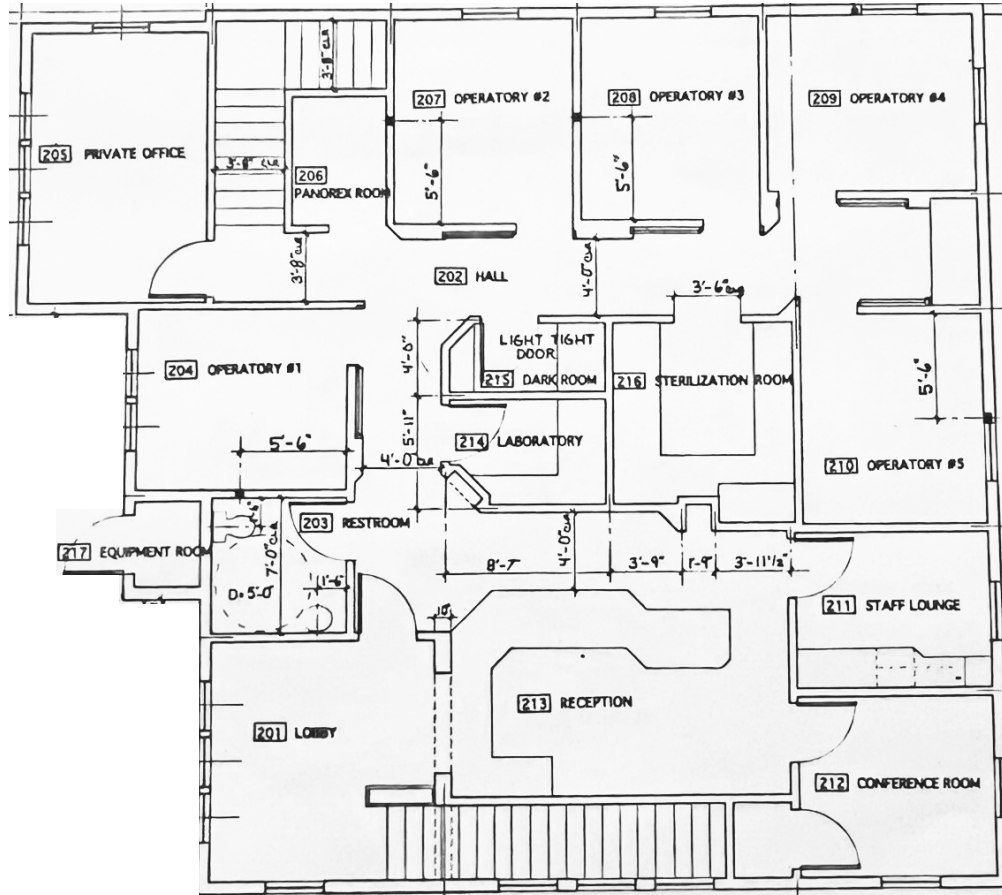 3'-8" CLR
207 OPERATORY #2
208 OPERATORY #3
209 OPERATORY #4
205 PRIVATE OFFICE
3'-8" CLR
206
PANOREX ROOM
5'-6"
5'-6"
3'-8" CLR
202 HALL
4'-0" CLR
3'-6" CLR
LIGHT TIGHT
DOOR
204 OPERATORY #1
4'-0"
215 DARK ROOM
216 STERILIZATION ROOM
5'-6"
5'-11"
214 LABORATORY
5'-6"
4'-0" CLR
210 OPERATORY #5
203 RESTROOM
217 EQUIPMENT ROOM
7'-0" CLR
4'-0" CLR
8'-7"
3'-9"
1'-9"
3'-11 1/2"
D= 5'-0"
1'-6"
10"
211 STAFF LOUNGE
213 RECEPTION
201 LOBBY
212 CONFERENCE ROOM